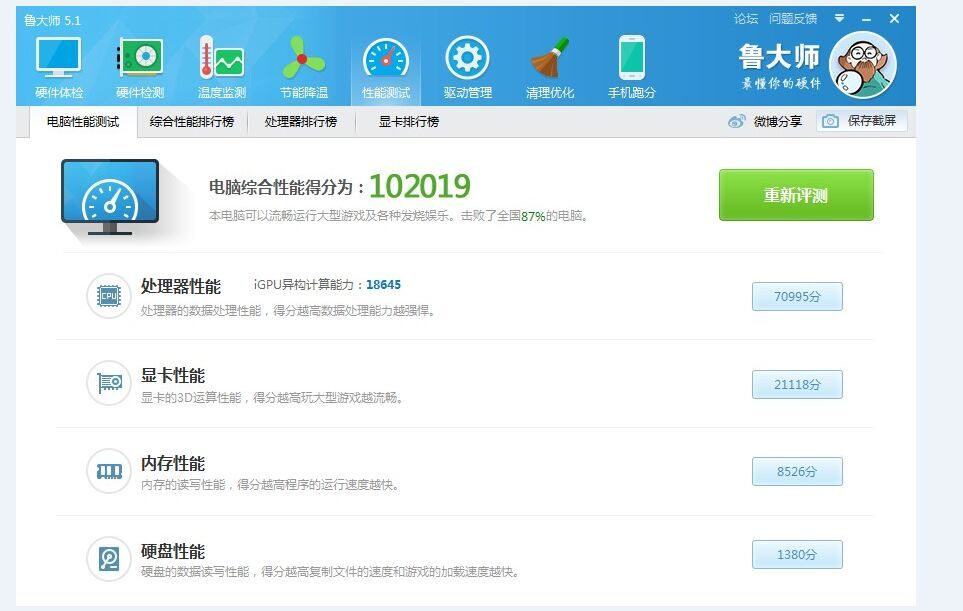 鲁大师 5.1
论坛 问题反馈
硬件体检 硬件检测 温度监测 节能降温 性能测试 驱动管理 清理优化 手机跑分
鲁大师
最懂你的硬件
电脑性能测试 综合性能排行榜 处理器排行榜 显卡排行榜 微博分享 保存截屏
电脑综合性能得分为：102019
本电脑可以流畅运行大型游戏及各种发烧娱乐。击败了全国87%的电脑。
重新评测
处理器性能 iGPU异构计算能力：18645
处理器的数据处理性能，得分越高数据处理能力越强悍。
CPU
70995分
显卡性能
显卡的3D运算性能，得分越高玩大型游戏越流畅。
21118分
内存性能
内存的读写性能，得分越高程序的运行速度越快。
8526分
硬盘性能
硬盘的数据读写性能，得分越高复制文件的速度和游戏的加载速度越快。
1380分